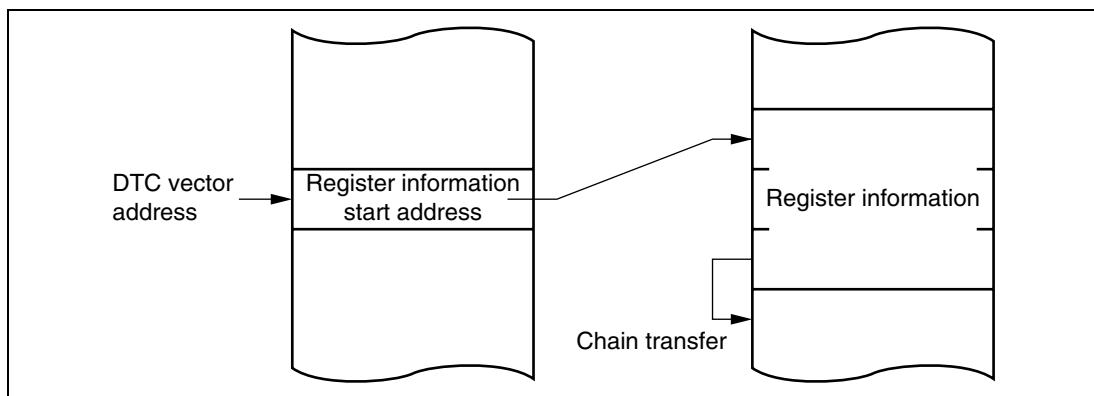 DTC vector
address
Register information
start address
Register information
Chain transfer